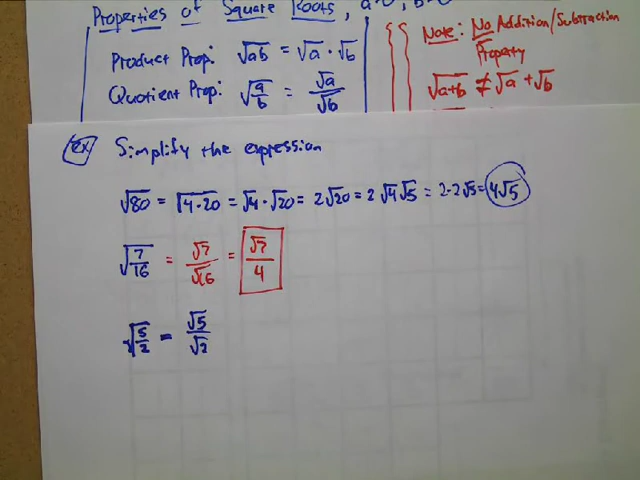 Properties of Square Roots,
Product Prop: √ab = √a · √b
Quotient Prop: √(a/b) = √a/√b
Note: No Addition/Subtraction
Property
√(a+b) ≠ √a + √b
Ex Simplify the expression
√80 = √(4·20) = √4 · √20 = 2√20 = 2√4√5 = 2·2√5 = 4√5
√(7/16) = √7/√16 = √7/4
√(5/2) = √5/√2